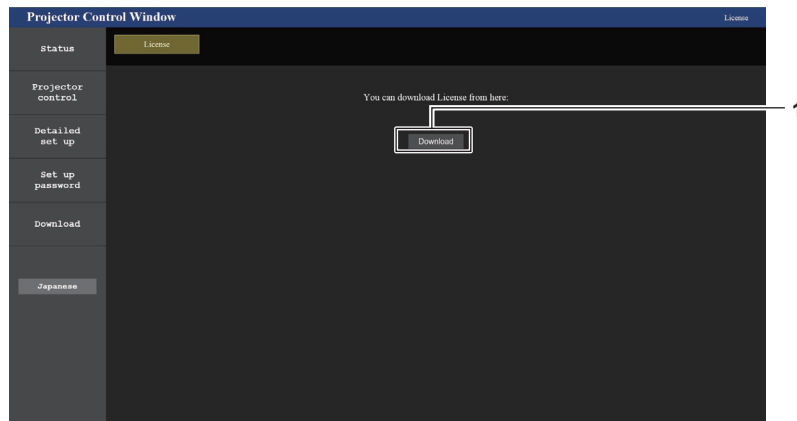 Projector Control Window
License
Status
License
Projector
control
You can download License from here:
1
Detailed
set up
Download
Set up
password
Download
Japanese